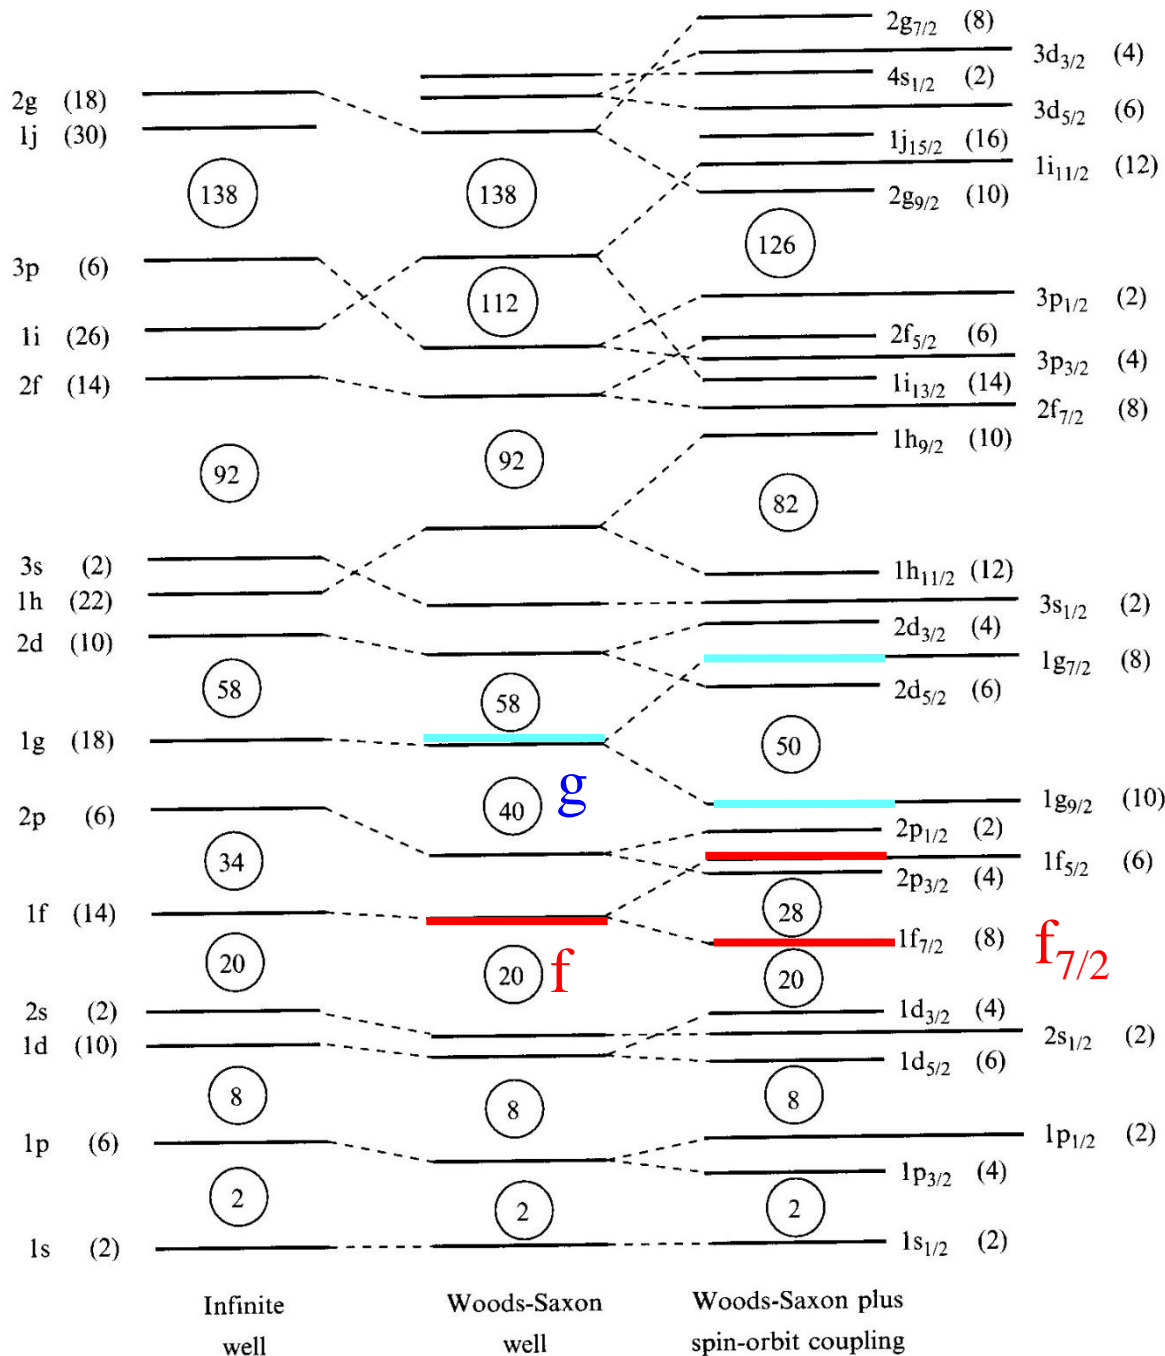 2g (18)
1j (30)
138
3p (6)
1i (26)
2f (14)
92
3s (2)
1h (22)
2d (10)
58
1g (18)
2p (6)
34
1f (14)
20
2s (2)
1d (10)
8
1p (6)
2
1s (2)
Infinite
well
138
112
92
58
40
g
20
f
8
2
Woods-Saxon
well
2g7/2 (8)
3d3/2 (4)
4s1/2 (2)
3d5/2 (6)
1j15/2 (16)
1i11/2 (12)
2g9/2 (10)
126
3p1/2 (2)
2f5/2 (6)
3p3/2 (4)
1i13/2 (14)
2f7/2 (8)
1h9/2 (10)
82
1h11/2 (12)
3s1/2 (2)
2d3/2 (4)
1g7/2 (8)
2d5/2 (6)
50
1g9/2 (10)
2p1/2 (2)
1f5/2 (6)
2p3/2 (4)
28
1f7/2 (8)
f7/2
20
1d3/2 (4)
2s1/2 (2)
1d5/2 (6)
8
1p1/2 (2)
1p3/2 (4)
2
1s1/2 (2)
Woods-Saxon plus
spin-orbit coupling